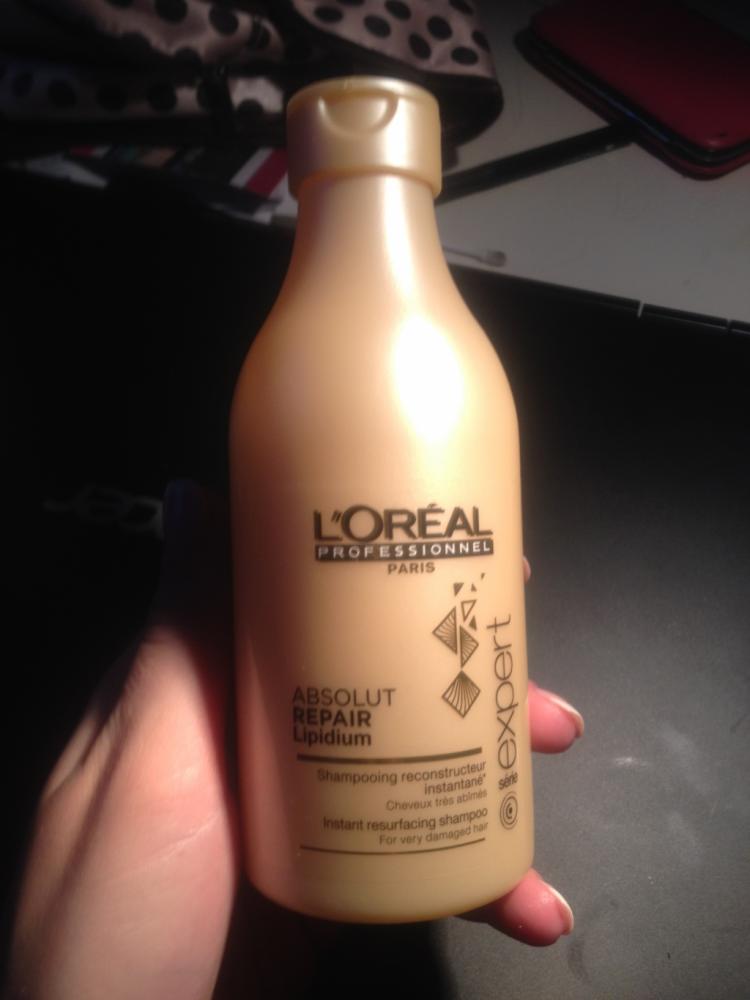 L'ORÉAL
PROFESSIONNEL
PARIS
série expert
ABSOLUT
REPAIR
Lipidium
Shampooing reconstructeur
instantané*
Cheveux très abîmés
Instant resurfacing shampoo
For very damaged hair